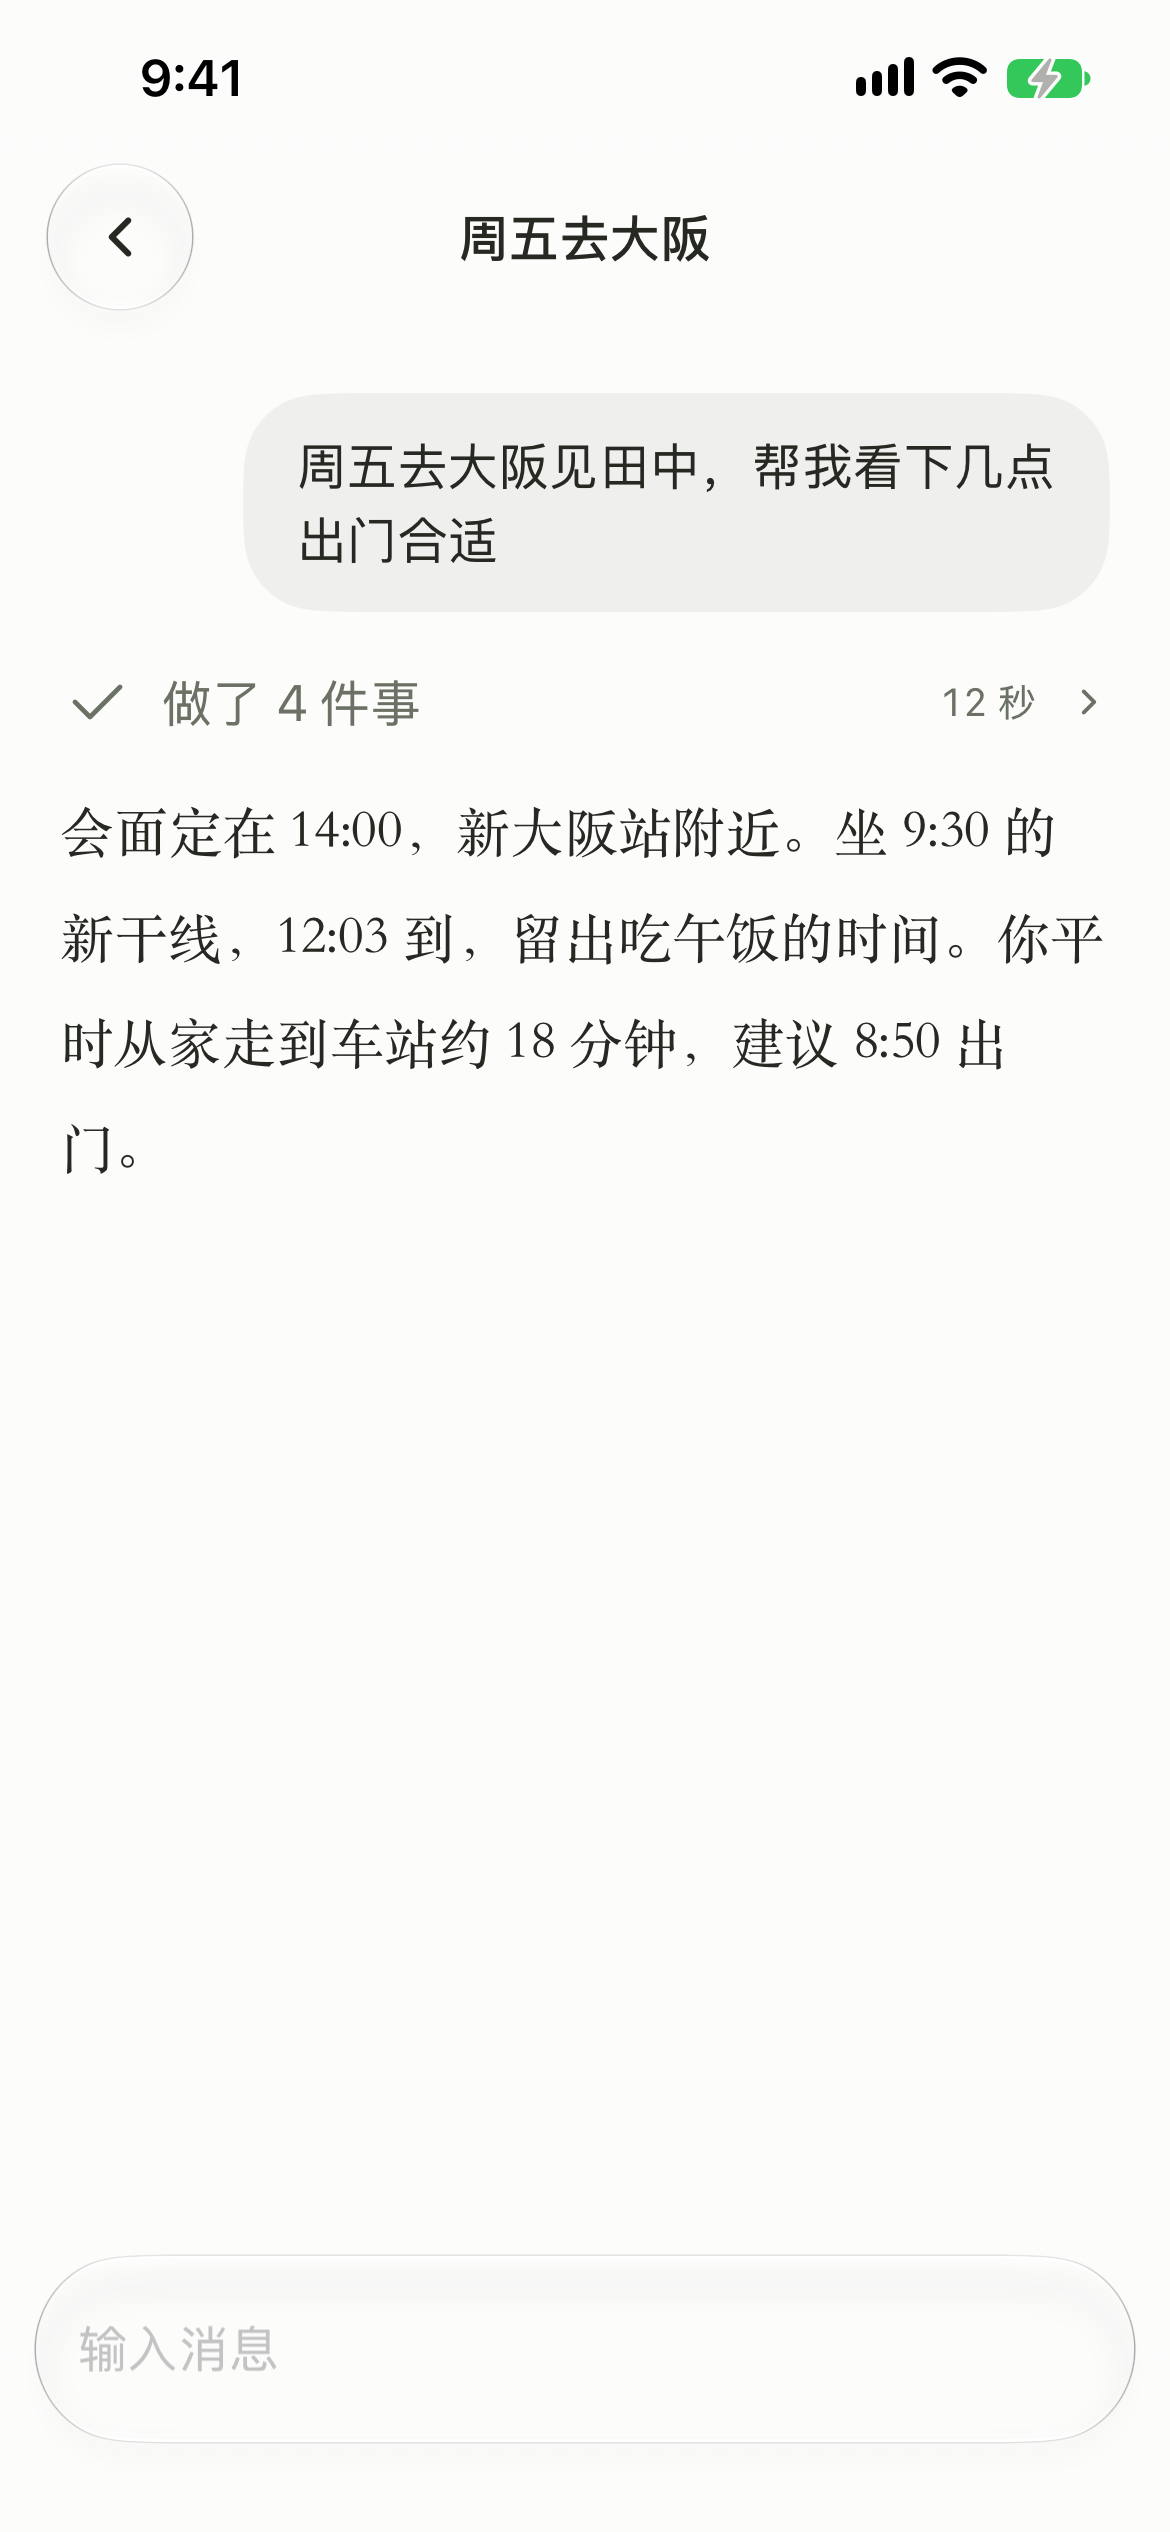 9:41
周五去大阪
周五去大阪见田中，帮我看下几点
出门合适
做了 4 件事
12 秒
会面定在 14:00，新大阪站附近。坐 9:30 的
新干线，12:03 到，留出吃午饭的时间。你平
时从家走到车站约 18 分钟，建议 8:50 出
门。
输入消息